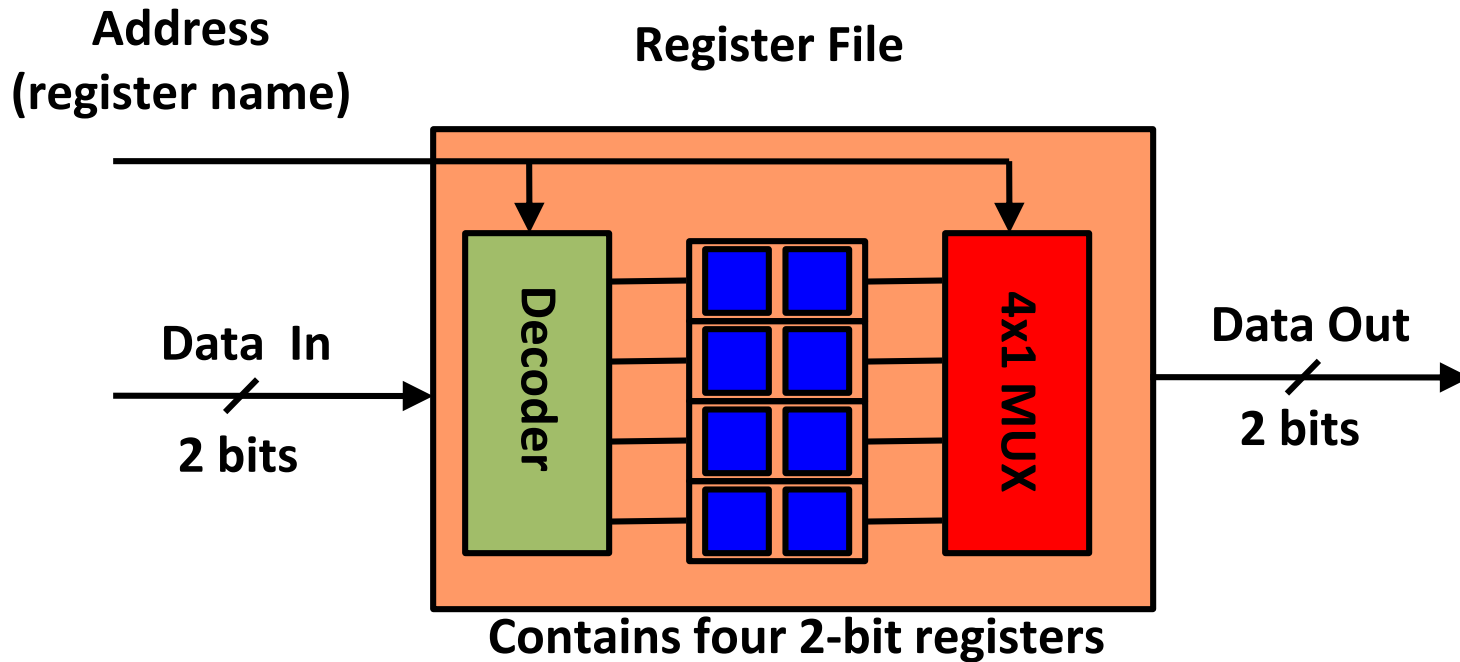 Address
(register name)
Register File
Data In
2 bits
Decoder
4x1 MUX
Data Out
2 bits
Contains four 2-bit registers